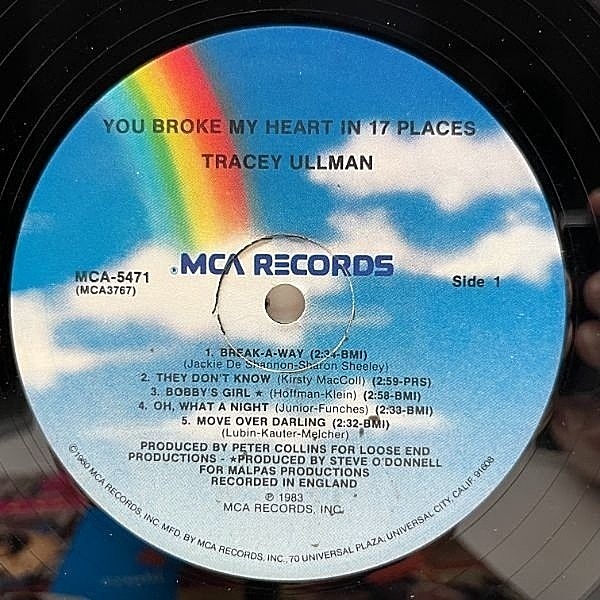 YOU BROKE MY HEART IN 17 PLACES
TRACEY ULLMAN
MCA RECORDS
MCA-5471
(MCA3767)
Side 1
1. BREAK-A-WAY (2:34-BMI)
(Jackie De Shannon-Sharon Sheeley)
2. THEY DON'T KNOW (Kirsty MacColl) (2:59-PRS)
3. BOBBY'S GIRL ★ (Hoffman-Klein) (2:58-BMI)
4. OH, WHAT A NIGHT (Junior-Funches) (2:33-BMI)
5. MOVE OVER DARLING (2:32-BMI)
(Lubin-Kauter-Melcher)
PRODUCED BY PETER COLLINS FOR LOOSE END
PRODUCTIONS - ★PRODUCED BY STEVE O'DONNELL
FOR MALPAS PRODUCTIONS
RECORDED IN ENGLAND
℗ 1983
MCA RECORDS, INC.
©1980 MCA RECORDS, INC. MFD. BY MCA RECORDS, INC., 70 UNIVERSAL PLAZA, UNIVERSAL CITY, CALIF. 91608